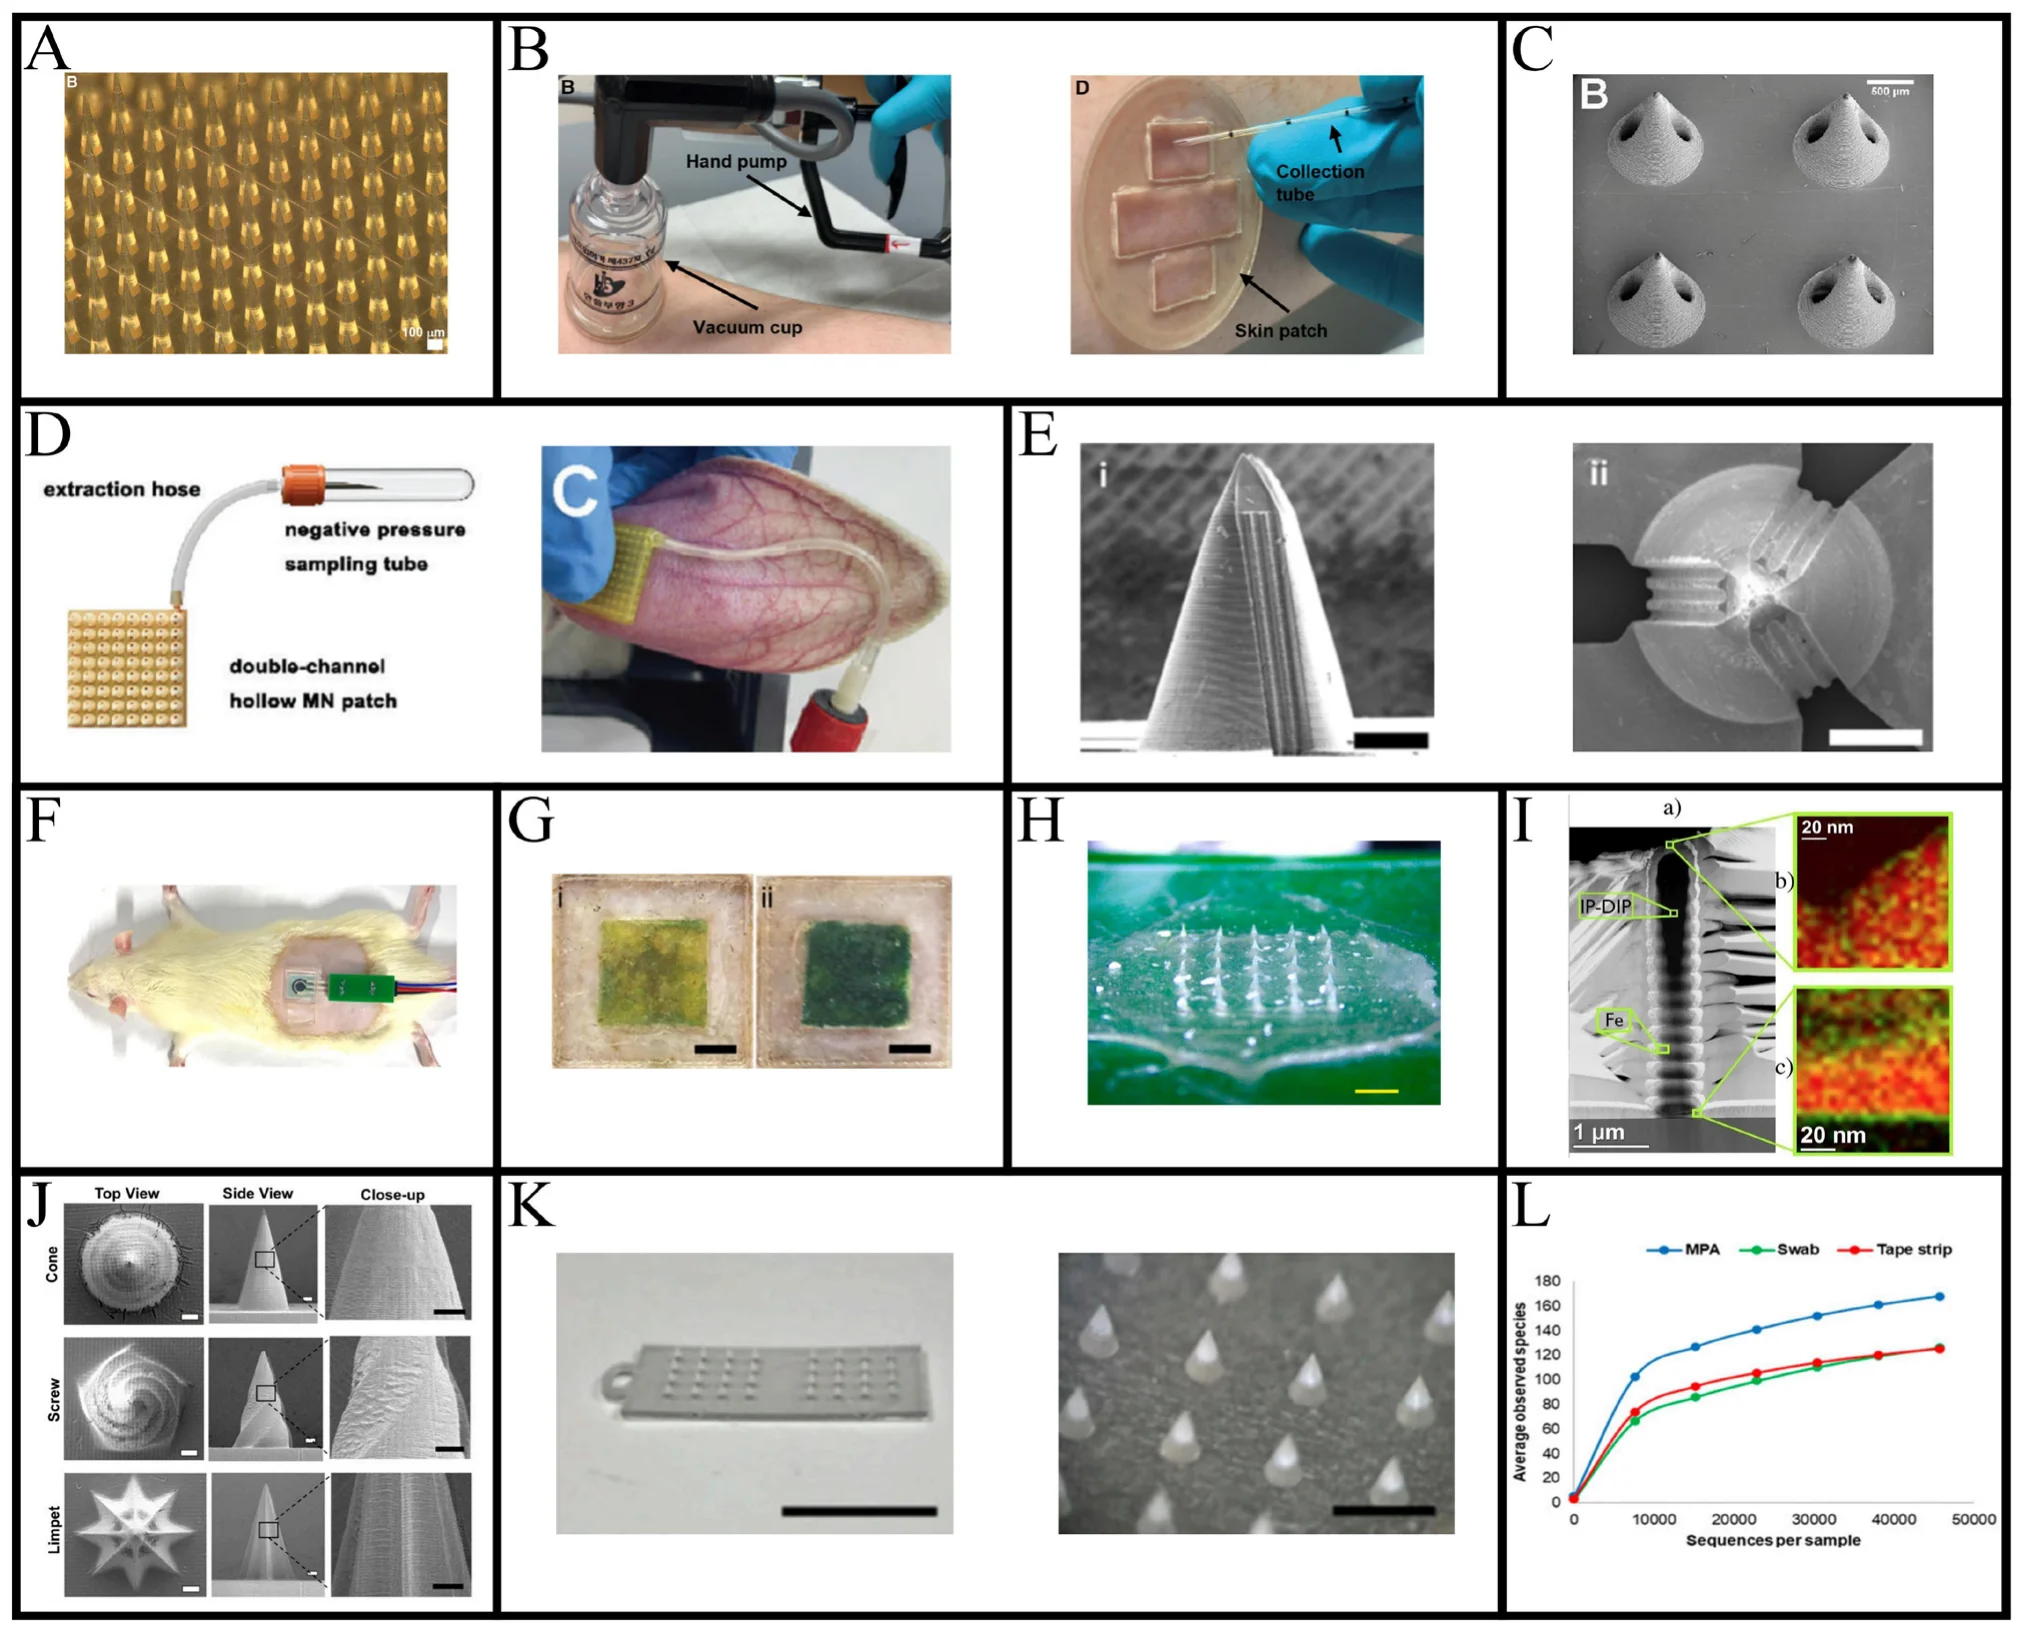 A
B
100 μm
B
B
Hand pump
Vacuum cup
D
Collection
tube
Skin patch
C
B
500 μm
D
extraction hose
negative pressure
sampling tube
double-channel
hollow MN patch
C
E
i
ii
F
G
i
ii
H
I
a)
IP-DIP
Fe
1 μm
b)
20 nm
c)
20 nm
J
Top View
Side View
Close-up
Cone
Screw
Limpet
K
L
MPA
Swab
Tape strip
Average observed species
180
160
140
120
100
80
60
40
20
0
0
10000
20000
30000
40000
50000
Sequences per sample